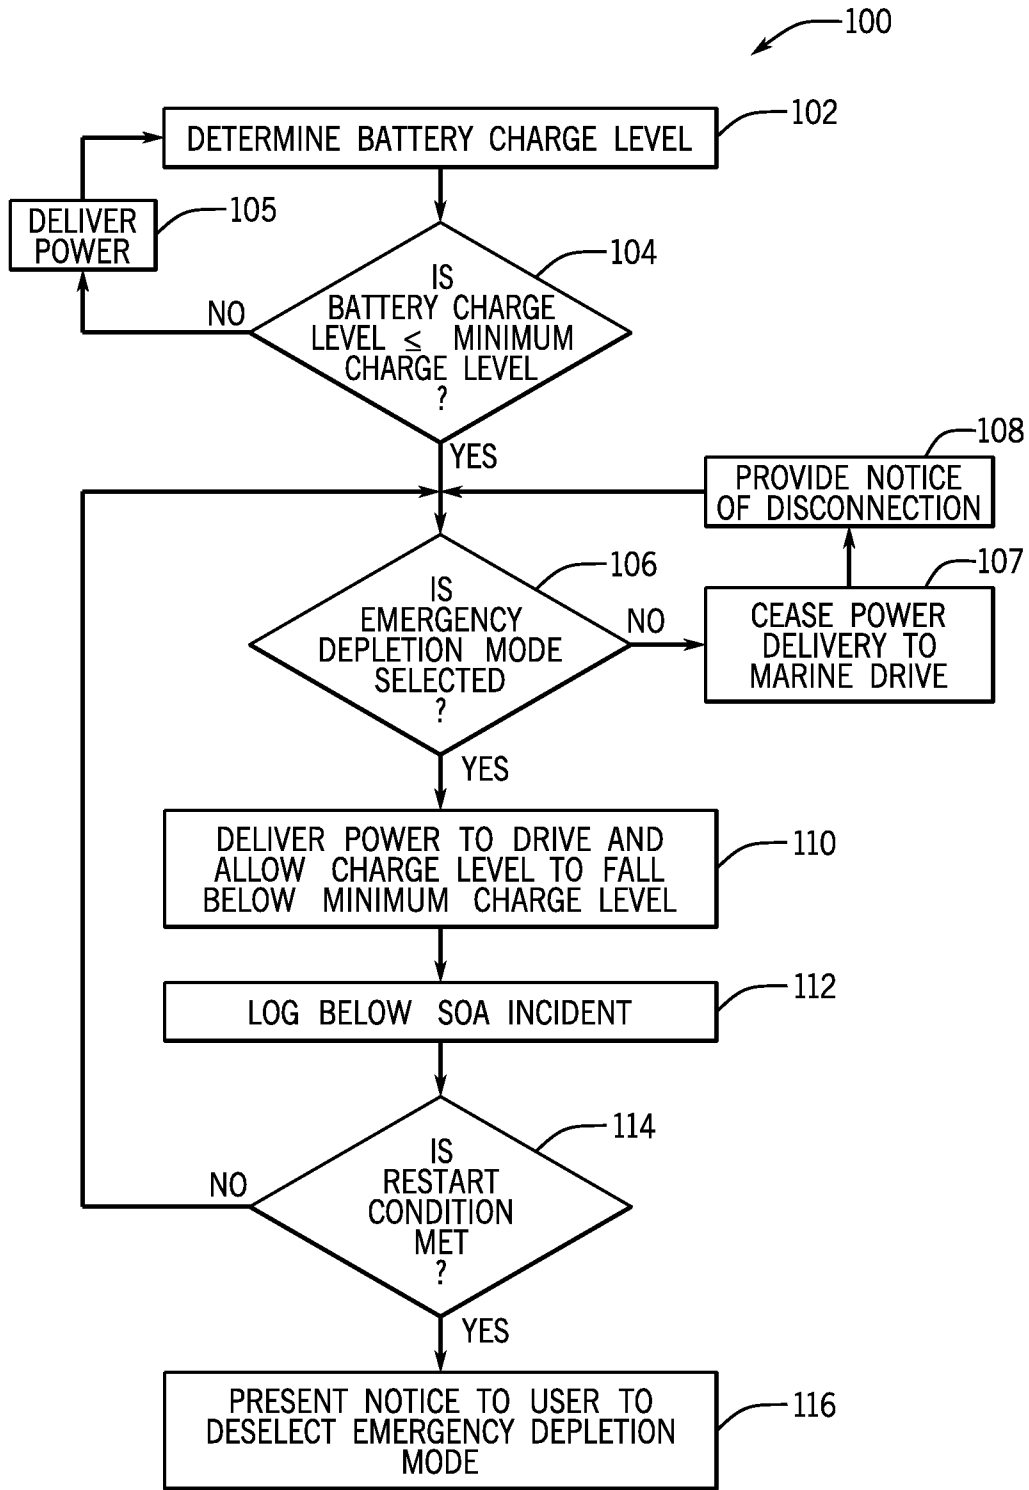 100
DETERMINE BATTERY CHARGE LEVEL
102
DELIVER
POWER
105
IS
BATTERY CHARGE
LEVEL ≤ MINIMUM
CHARGE LEVEL
?
104
NO
YES
PROVIDE NOTICE
OF DISCONNECTION
108
IS
EMERGENCY
DEPLETION MODE
SELECTED
?
106
NO
CEASE POWER
DELIVERY TO
MARINE DRIVE
107
YES
DELIVER POWER TO DRIVE AND
ALLOW CHARGE LEVEL TO FALL
BELOW MINIMUM CHARGE LEVEL
110
LOG BELOW SOA INCIDENT
112
IS
RESTART
CONDITION
MET
?
114
NO
YES
PRESENT NOTICE TO USER TO
DESELECT EMERGENCY DEPLETION
MODE
116